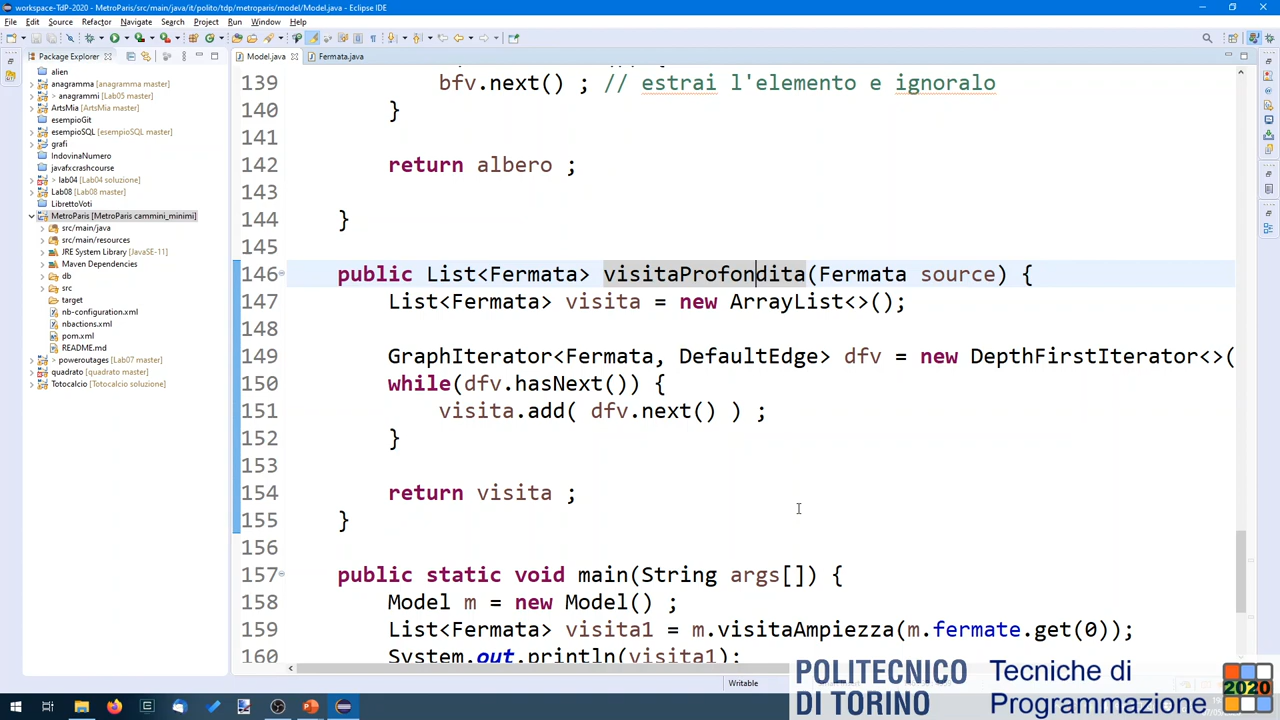 workspace-TdP-2020 - MetroParis/src/main/java/it/polito/tdp/metroparis/model/Model.java - Eclipse IDE
File Edit Source Refactor Navigate Search Project Run Window Help
Package Explorer
Model.java
Fermata.java
alien
anagramma [anagramma master]
> anagrammi [Lab05 master]
ArtsMia [ArtsMia master]
esempioGit
esempioSQL [esempioSQL master]
grafi
IndovinaNumero
javafxcrashcourse
> lab04 [Lab04 soluzione]
Lab08 [Lab08 master]
LibrettoVoti
MetroParis [MetroParis cammini_minimi]
src/main/java
src/main/resources
JRE System Library [JavaSE-11]
Maven Dependencies
db
src
target
nb-configuration.xml
nbactions.xml
pom.xml
README.md
> poweroutages [Lab07 master]
quadrato [quadrato master]
Totocalcio [Totocalcio soluzione]
139 bfv.next() ; // estrai l'elemento e ignoralo
140 }
141
142 return albero ;
143
144 }
145
146 public List<Fermata> visitaProfondita(Fermata source) {
147 List<Fermata> visita = new ArrayList<>();
148
149 GraphIterator<Fermata, DefaultEdge> dfv = new DepthFirstIterator<>(
150 while(dfv.hasNext()) {
151 visita.add( dfv.next() ) ;
152 }
153
154 return visita ;
155 }
156
157 public static void main(String args[]) {
158 Model m = new Model() ;
159 List<Fermata> visita1 = m.visitaAmpiezza(m.fermate.get(0));
160 System.out.println(visita1);
Writable
POLITECNICO
DI TORINO
Tecniche di
Programmazione
2020